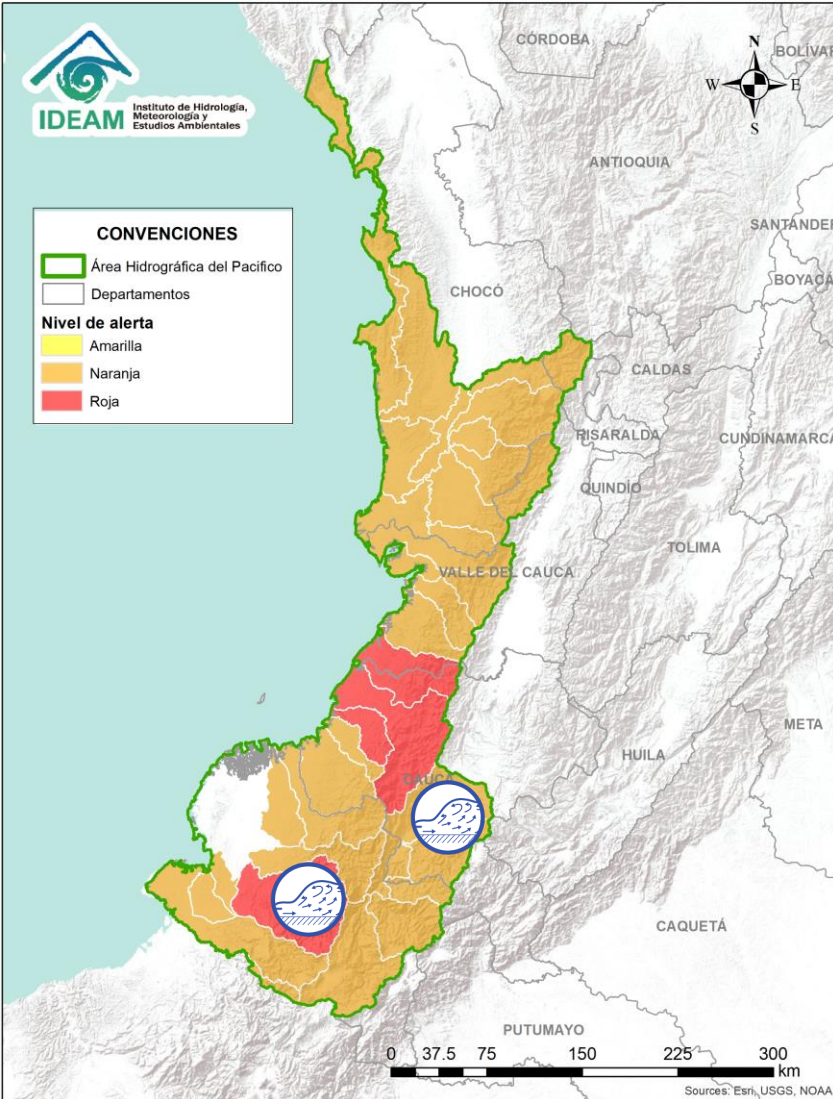 IDEAM
Instituto de Hidrología,
Meteorología y
Estudios Ambientales
CÓRDOBA
BOLÍVAR
N
W
E
S
ANTIOQUIA
SANTANDER
BOYACÁ
CONVENCIONES
Área Hidrográfica del Pacifico
Departamentos
Nivel de alerta
Amarilla
Naranja
Roja
CHOCÓ
CALDAS
RISARALDA
CUNDINAMARCA
QUINDÍO
TOLIMA
VALLE DEL CAUCA
META
HUILA
CAUCA
CAQUETÁ
PUTUMAYO
0 37.5 75 150 225 300
km
Sources: Esri, USGS, NOAA